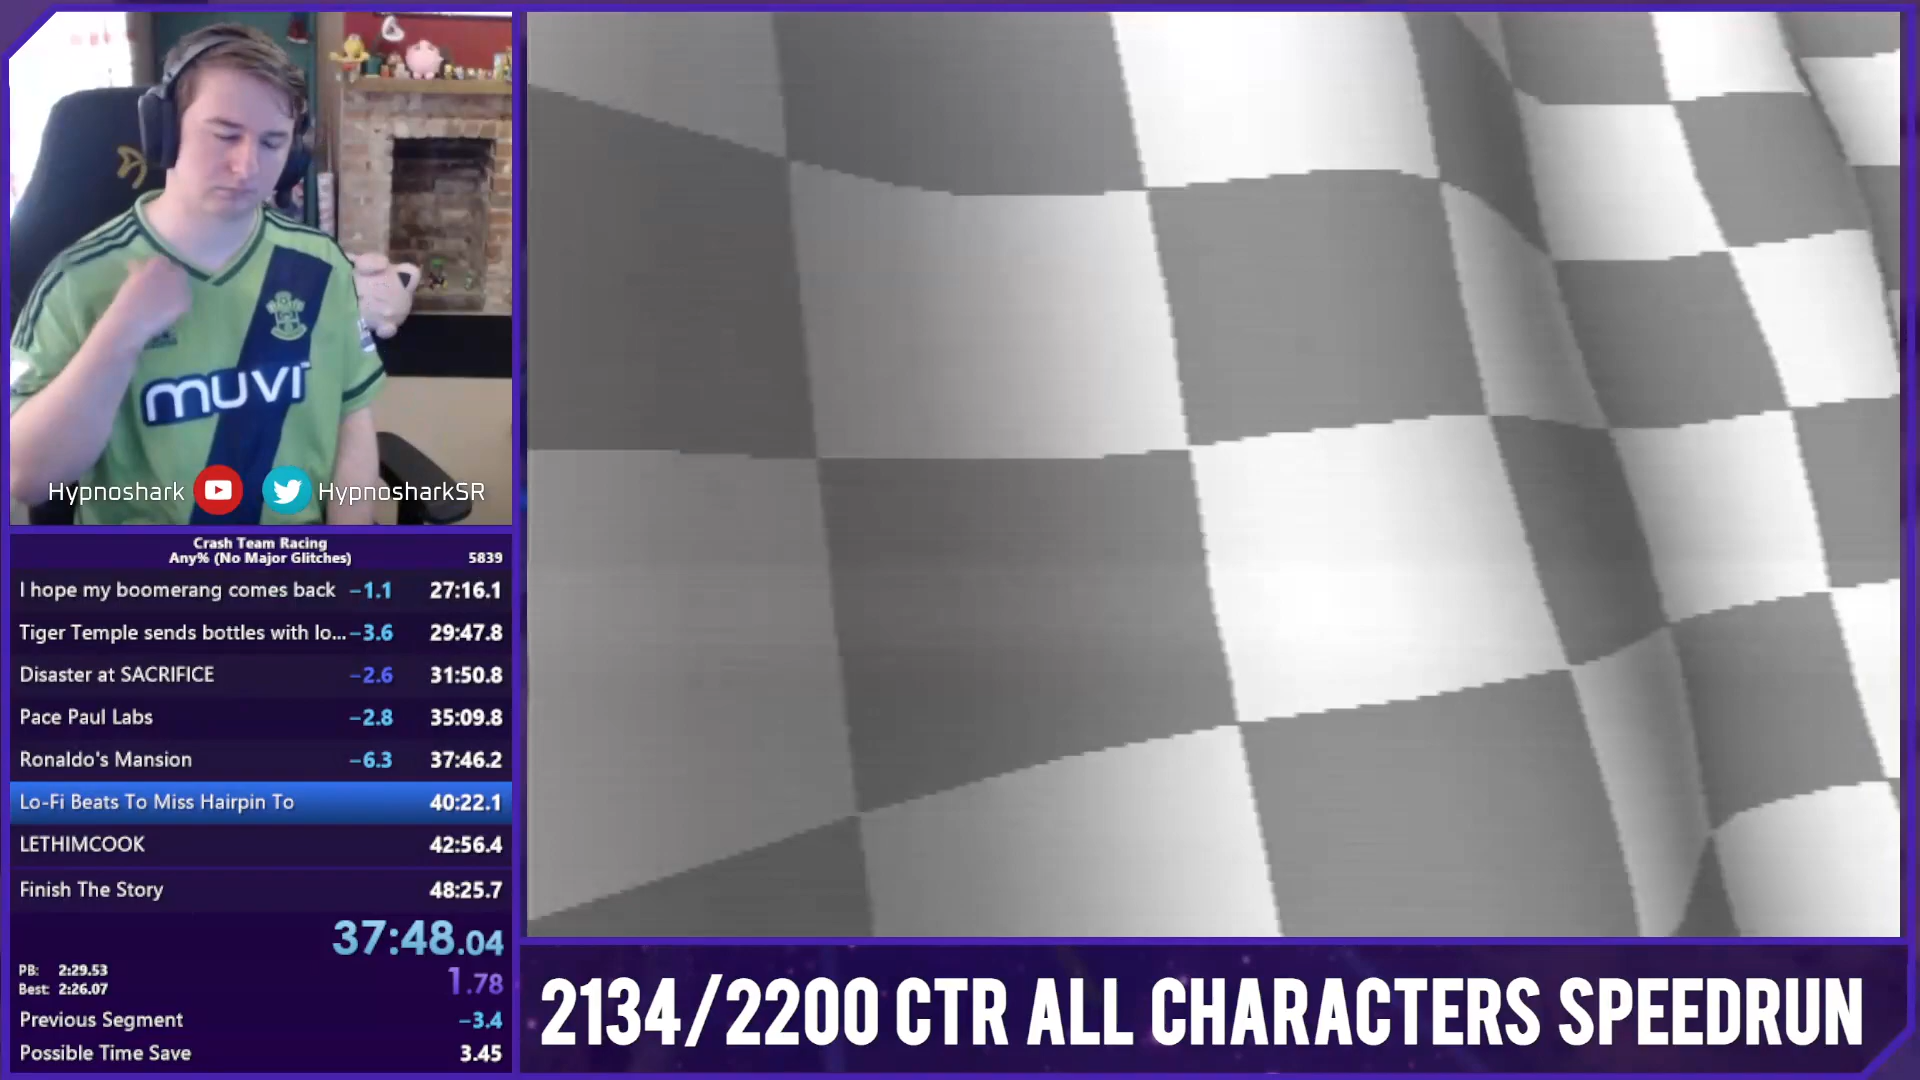 muvi
Hypnoshark HypnosharkSR
Crash Team Racing
Any% (No Major Glitches) 5839
I hope my boomerang comes back −1.1 27:16.1
Tiger Temple sends bottles with lo... −3.6 29:47.8
Disaster at SACRIFICE −2.6 31:50.8
Pace Paul Labs −2.8 35:09.8
Ronaldo's Mansion −6.3 37:46.2
Lo-Fi Beats To Miss Hairpin To 40:22.1
LETHIMCOOK 42:56.4
Finish The Story 48:25.7
37:48.04
PB: 2:29.53
Best: 2:26.07
1.78
Previous Segment −3.4
Possible Time Save 3.45
2134/2200 CTR ALL CHARACTERS SPEEDRUN